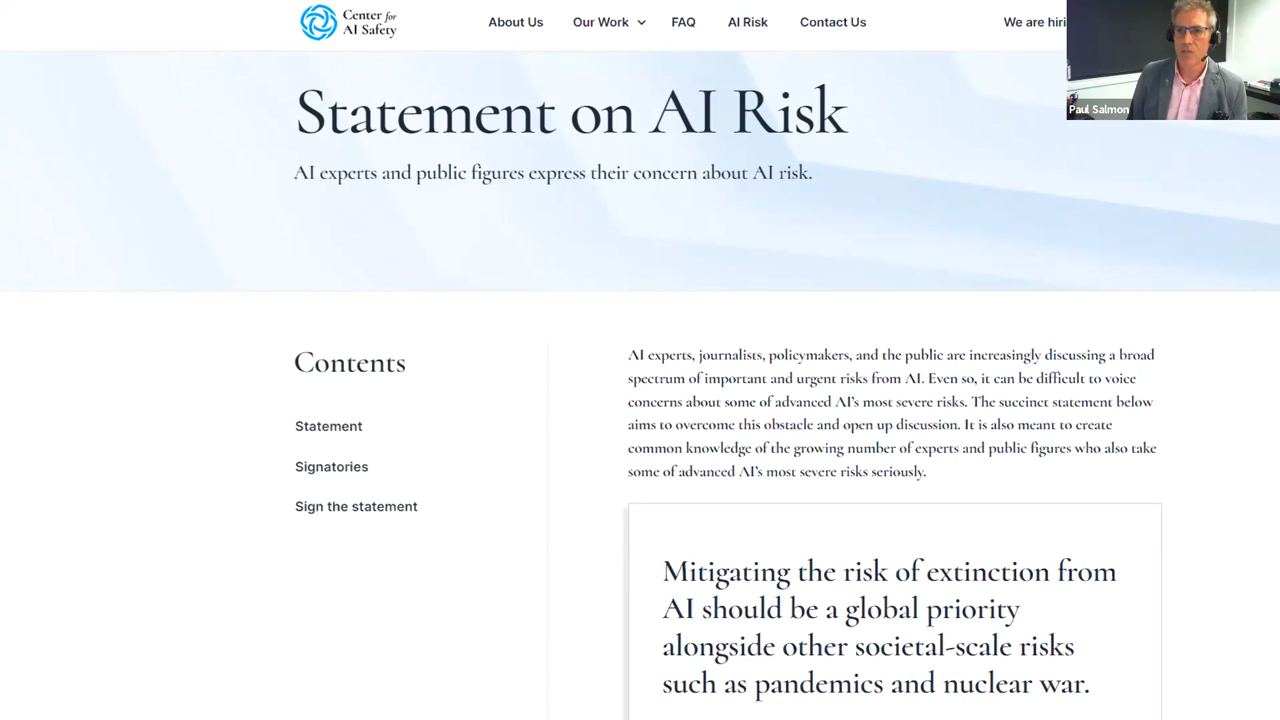 Center for
AI Safety
About Us
Our Work
FAQ
AI Risk
Contact Us
We are
Paul Salmon
Statement on AI Risk
AI experts and public figures express their concern about AI risk.
Contents
Statement
Signatories
Sign the statement
AI experts, journalists, policymakers, and the public are increasingly discussing a broad
spectrum of important and urgent risks from AI. Even so, it can be difficult to voice
concerns about some of advanced AI's most severe risks. The succinct statement below
aims to overcome this obstacle and open up discussion. It is also meant to create
common knowledge of the growing number of experts and public figures who also take
some of advanced AI's most severe risks seriously.
Mitigating the risk of extinction from
AI should be a global priority
alongside other societal-scale risks
such as pandemics and nuclear war.